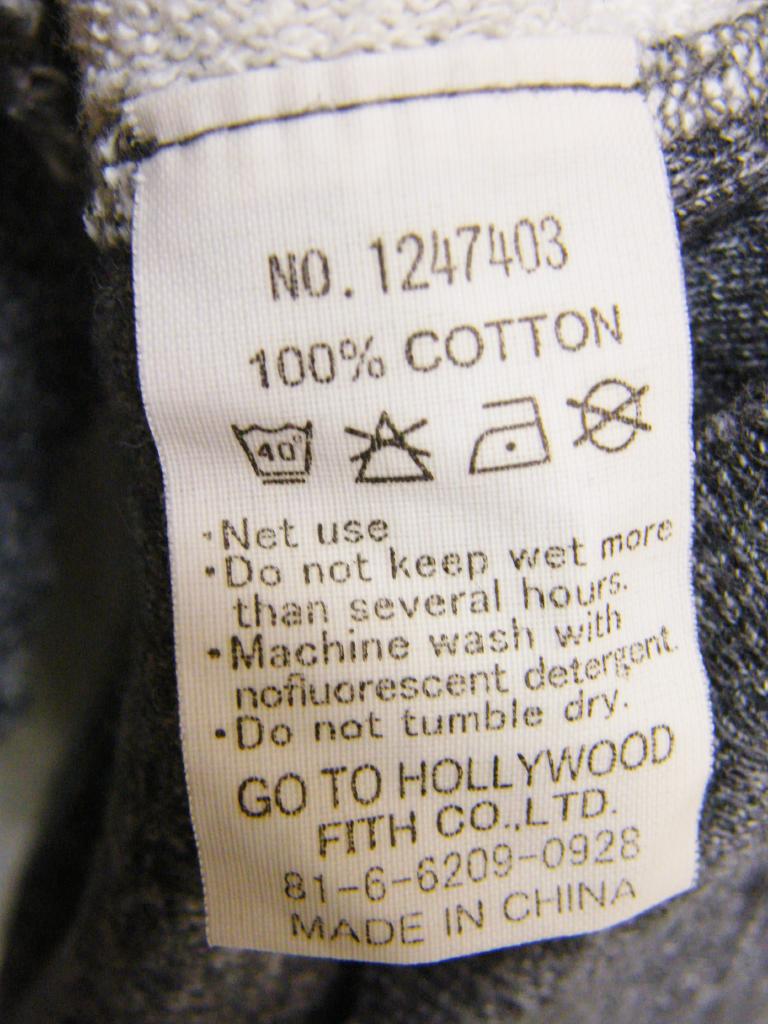 NO. 1247403
100% COTTON
40°
·Net use
·Do not keep wet more
than several hours.
·Machine wash with
nofluorescent detergent.
·Do not tumble dry.
GO TO HOLLYWOOD
FITH CO.,LTD.
81-6-6209-0928
MADE IN CHINA